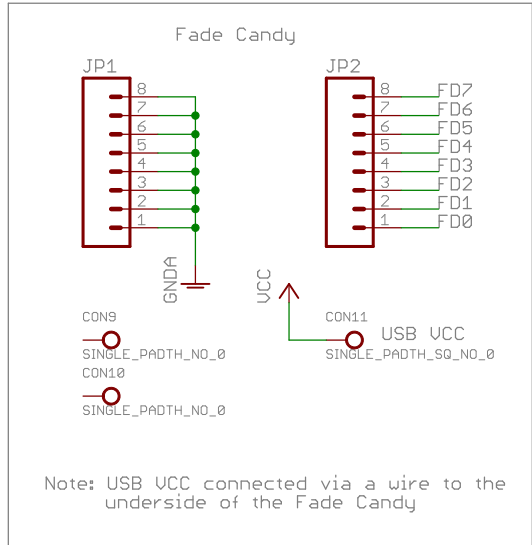 Fade Candy
JP1
8
7
6
5
4
3
2
1
GNDA
JP2
8 FD7
7 FD6
6 FD5
5 FD4
4 FD3
3 FD2
2 FD1
1 FD0
VCC
CON9
SINGLE_PADTH_NO_0
CON10
SINGLE_PADTH_NO_0
CON11
USB VCC
SINGLE_PADTH_SQ_NO_0
Note: USB VCC connected via a wire to the
underside of the Fade Candy